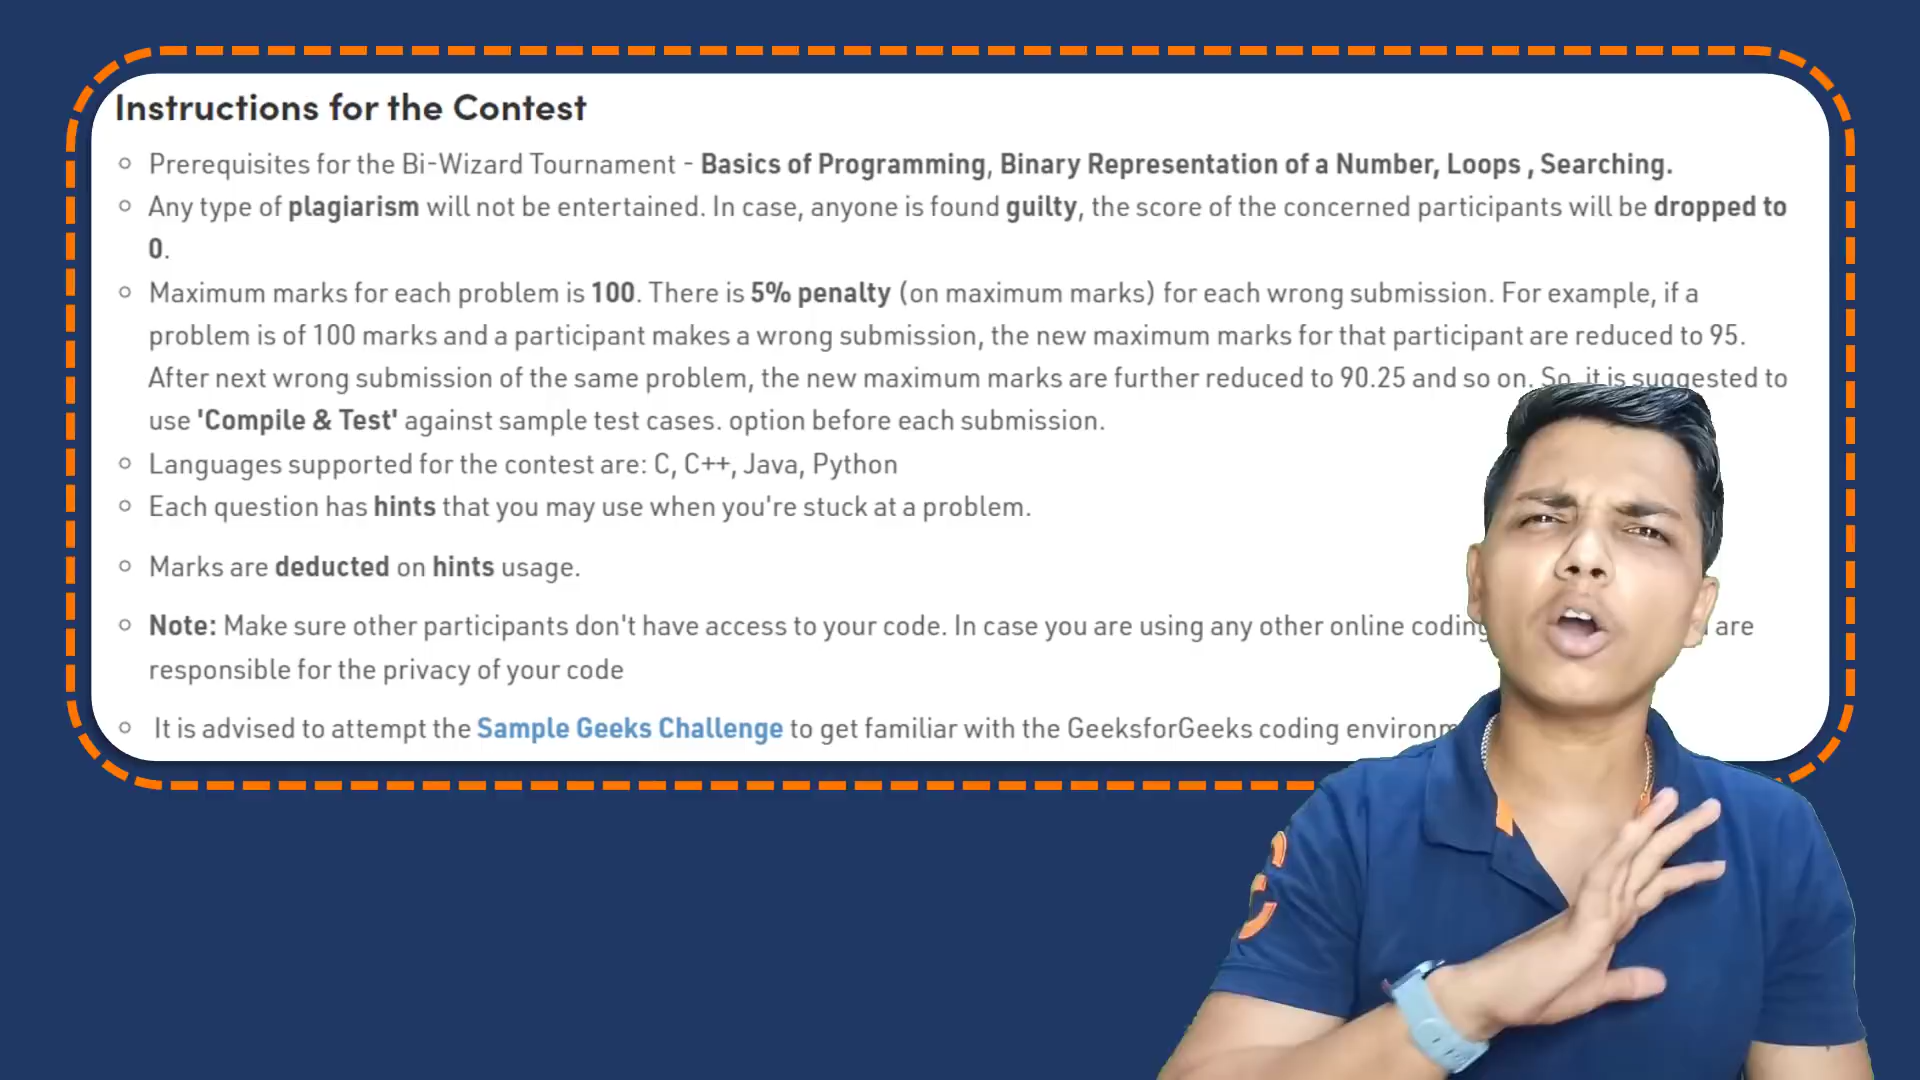 Instructions for the Contest
Prerequisites for the Bi-Wizard Tournament - Basics of Programming, Binary Representation of a Number, Loops , Searching.
Any type of plagiarism will not be entertained. In case, anyone is found guilty, the score of the concerned participants will be dropped to
0.
Maximum marks for each problem is 100. There is 5% penalty (on maximum marks) for each wrong submission. For example, if a
problem is of 100 marks and a participant makes a wrong submission, the new maximum marks for that participant are reduced to 95.
After next wrong submission of the same problem, the new maximum marks are further reduced to 90.25 and so on. So, it is suggested to
use 'Compile & Test' against sample test cases. option before each submission.
Languages supported for the contest are: C, C++, Java, Python
Each question has hints that you may use when you're stuck at a problem.
Marks are deducted on hints usage.
Note: Make sure other participants don't have access to your code. In case you are using any other online coding are
responsible for the privacy of your code
It is advised to attempt the Sample Geeks Challenge to get familiar with the GeeksforGeeks coding